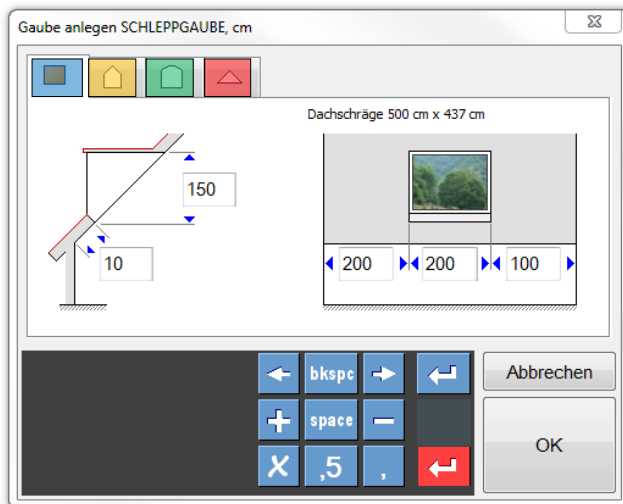 Gaube anlegen SCHLEPPGAUBE, cm
Dachschräge 500 cm x 437 cm
150
10
200 200 100
bkspc
Abbrechen
space
OK
,5 ,